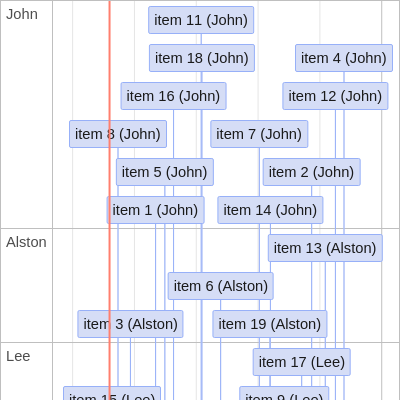 John
item 11 (John)
item 18 (John)
item 4 (John)
item 16 (John)
item 12 (John)
item 8 (John)
item 7 (John)
item 5 (John)
item 2 (John)
item 1 (John)
item 14 (John)
Alston
item 13 (Alston)
item 6 (Alston)
item 3 (Alston)
item 19 (Alston)
Lee
item 17 (Lee)
item 15 (Lee)
item 9 (Lee)